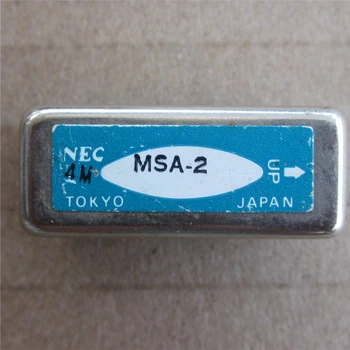 NEC
4M
MSA-2
UP
TOKYO
JAPAN